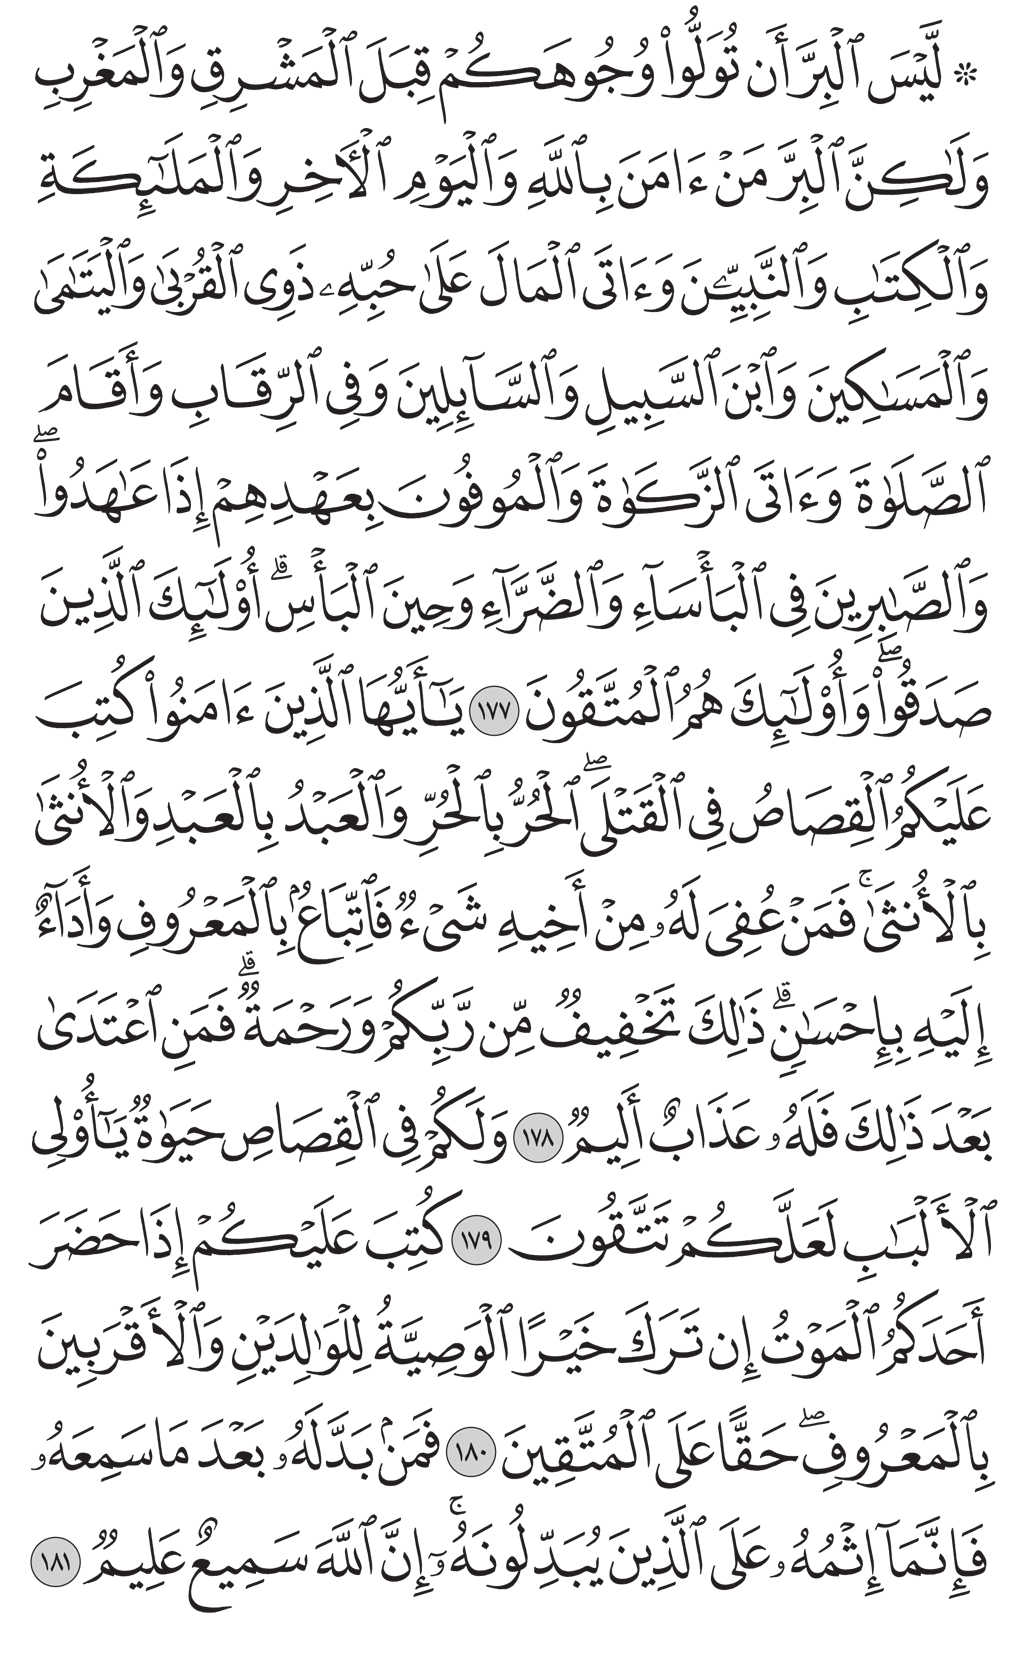 ۞ لَّيْسَ ٱلْبِرَّ أَن تُوَلُّوا۟ وُجُوهَكُمْ قِبَلَ ٱلْمَشْرِقِ وَٱلْمَغْرِبِ
وَلَـٰكِنَّ ٱلْبِرَّ مَنْ ءَامَنَ بِٱللَّهِ وَٱلْيَوْمِ ٱلْـَٔاخِرِ وَٱلْمَلَـٰٓئِكَةِ
وَٱلْكِتَـٰبِ وَٱلنَّبِيِّـۧنَ وَءَاتَى ٱلْمَالَ عَلَىٰ حُبِّهِۦ ذَوِى ٱلْقُرْبَىٰ وَٱلْيَتَـٰمَىٰ
وَٱلْمَسَـٰكِينَ وَٱبْنَ ٱلسَّبِيلِ وَٱلسَّآئِلِينَ وَفِى ٱلرِّقَابِ وَأَقَامَ
ٱلصَّلَوٰةَ وَءَاتَى ٱلزَّكَوٰةَ وَٱلْمُوفُونَ بِعَهْدِهِمْ إِذَا عَـٰهَدُوا۟ ۖ
وَٱلصَّـٰبِرِينَ فِى ٱلْبَأْسَآءِ وَٱلضَّرَّآءِ وَحِينَ ٱلْبَأْسِ ۗ أُو۟لَـٰٓئِكَ ٱلَّذِينَ
صَدَقُوا۟ ۖ وَأُو۟لَـٰٓئِكَ هُمُ ٱلْمُتَّقُونَ ١٧٧ يَـٰٓأَيُّهَا ٱلَّذِينَ ءَامَنُوا۟ كُتِبَ
عَلَيْكُمُ ٱلْقِصَاصُ فِى ٱلْقَتْلَى ۖ ٱلْحُرُّ بِٱلْحُرِّ وَٱلْعَبْدُ بِٱلْعَبْدِ وَٱلْأُنثَىٰ
بِٱلْأُنثَىٰ ۚ فَمَنْ عُفِىَ لَهُۥ مِنْ أَخِيهِ شَىْءٌ فَٱتِّبَاعٌۢ بِٱلْمَعْرُوفِ وَأَدَآءٌ
إِلَيْهِ بِإِحْسَـٰنٍ ۗ ذَٰلِكَ تَخْفِيفٌ مِّن رَّبِّكُمْ وَرَحْمَةٌ ۗ فَمَنِ ٱعْتَدَىٰ
بَعْدَ ذَٰلِكَ فَلَهُۥ عَذَابٌ أَلِيمٌ ١٧٨ وَلَكُمْ فِى ٱلْقِصَاصِ حَيَوٰةٌ يَـٰٓأُو۟لِى
ٱلْأَلْبَـٰبِ لَعَلَّكُمْ تَتَّقُونَ ١٧٩ كُتِبَ عَلَيْكُمْ إِذَا حَضَرَ
أَحَدَكُمُ ٱلْمَوْتُ إِن تَرَكَ خَيْرًا ٱلْوَصِيَّةُ لِلْوَٰلِدَيْنِ وَٱلْأَقْرَبِينَ
بِٱلْمَعْرُوفِ ۖ حَقًّا عَلَى ٱلْمُتَّقِينَ ١٨٠ فَمَنۢ بَدَّلَهُۥ بَعْدَ مَا سَمِعَهُۥ
فَإِنَّمَآ إِثْمُهُۥ عَلَى ٱلَّذِينَ يُبَدِّلُونَهُۥٓ ۚ إِنَّ ٱللَّهَ سَمِيعٌ عَلِيمٌ ١٨١